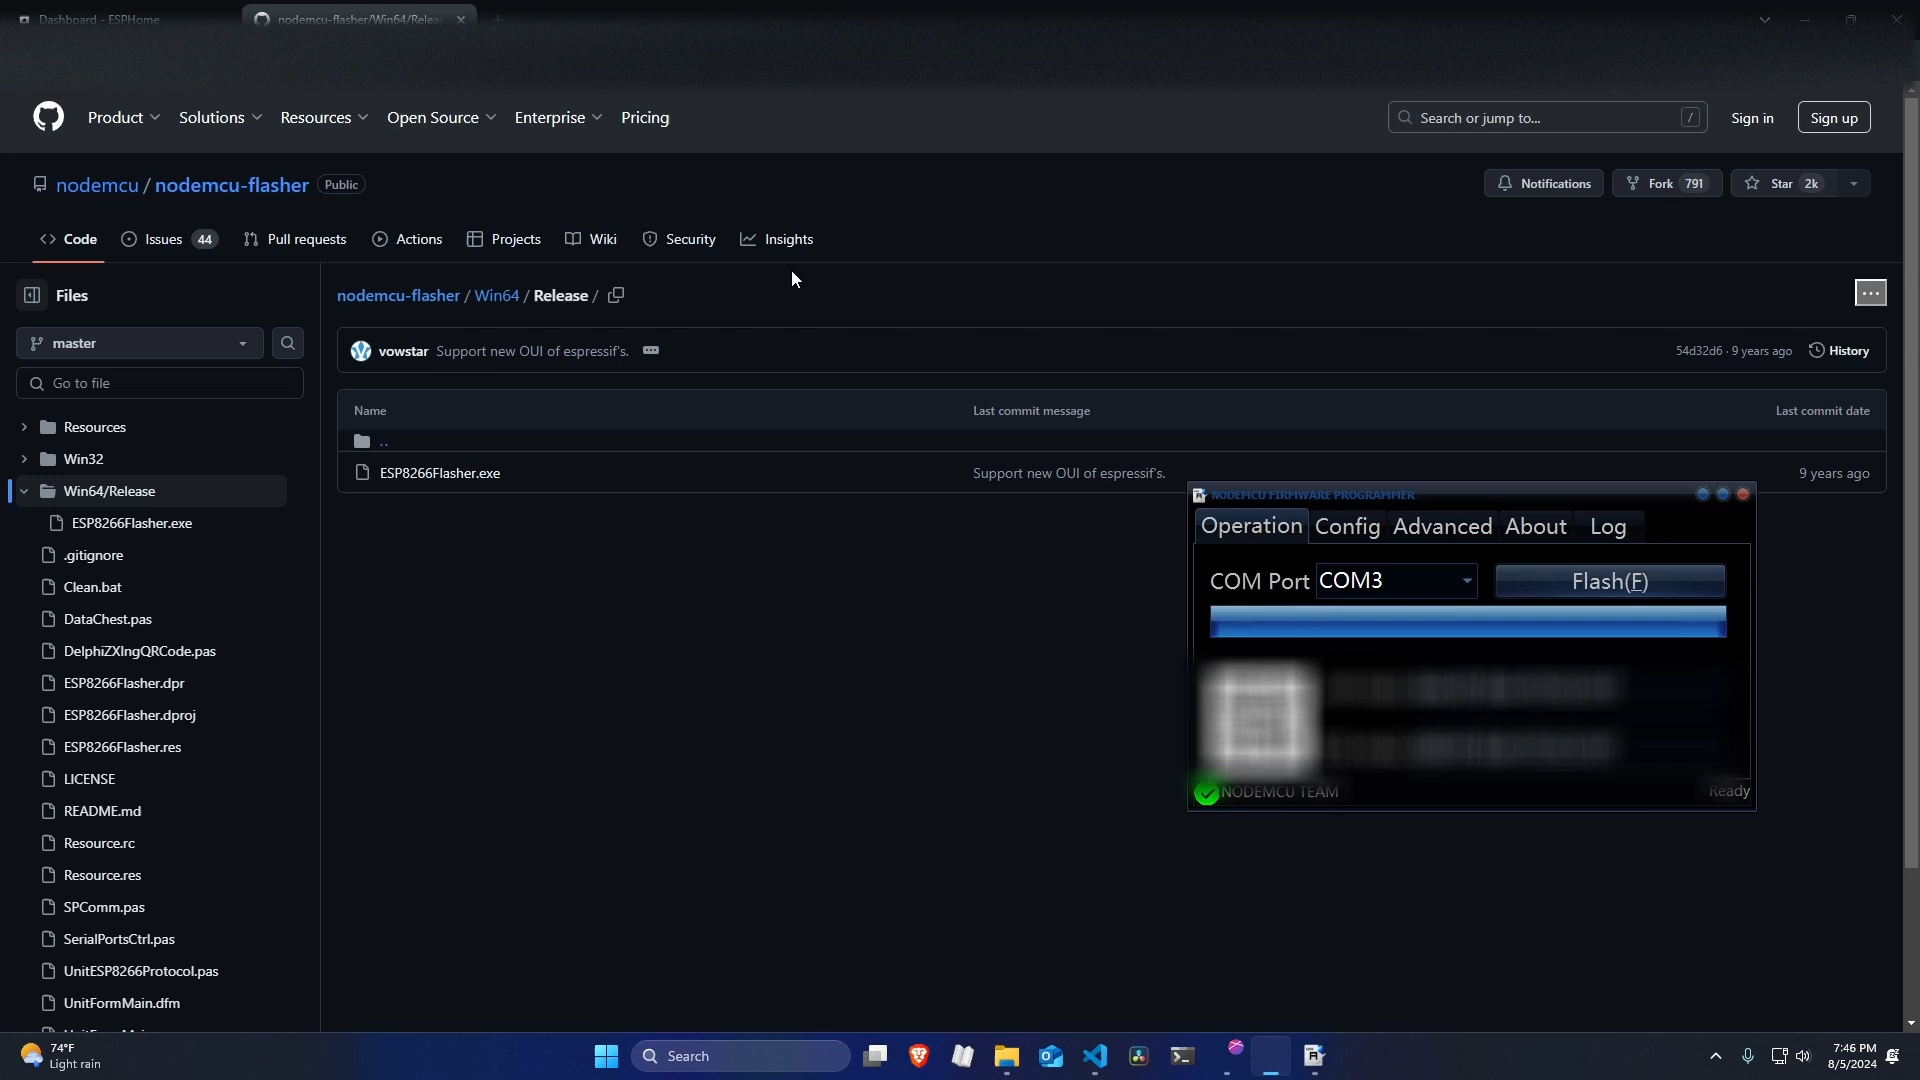 Dashboard - ESPHome
nodemcu-flasher/Win64/Relea
Product
Solutions
Resources
Open Source
Enterprise
Pricing
Search or jump to...
/
Sign in
Sign up
nodemcu / nodemcu-flasher
Public
Notifications
Fork 791
Star 2k
Code
Issues 44
Pull requests
Actions
Projects
Wiki
Security
Insights
Files
nodemcu-flasher / Win64 / Release /
master
Go to file
vowstar Support new OUI of espressif's.
54d32d6 · 9 years ago
History
Name
Last commit message
Last commit date
..
ESP8266Flasher.exe
Support new OUI of espressif's.
9 years ago
Resources
Win32
Win64/Release
ESP8266Flasher.exe
.gitignore
Clean.bat
DataChest.pas
DelphiZXIngQRCode.pas
ESP8266Flasher.dpr
ESP8266Flasher.dproj
ESP8266Flasher.res
LICENSE
README.md
Resource.rc
Resource.res
SPComm.pas
SerialPortsCtrl.pas
UnitESP8266Protocol.pas
UnitFormMain.dfm
NODEMCU FIRMWARE PROGRAMMER
Operation
Config
Advanced
About
Log
COM Port
COM3
Flash(F)
NODEMCU TEAM
Ready
74°F
Light rain
Search
7:46 PM
8/5/2024